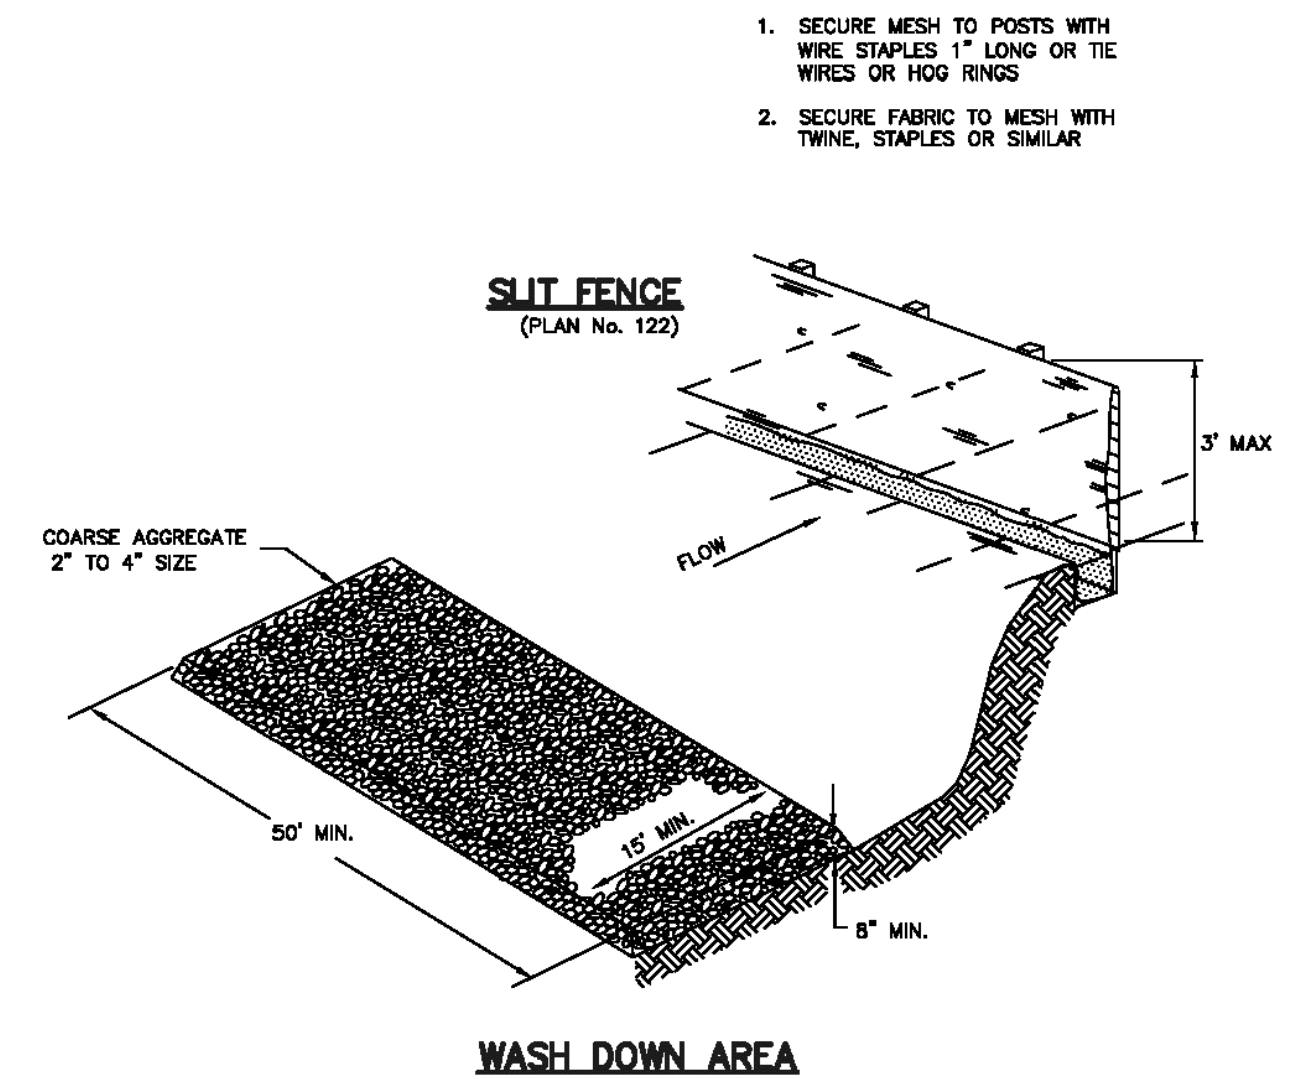 1. SECURE MESH TO POSTS WITH
WIRE STAPLES 1" LONG OR TIE
WIRES OR HOG RINGS
2. SECURE FABRIC TO MESH WITH
TWINE, STAPLES OR SIMILAR
SLIT FENCE
(PLAN No. 122)
3' MAX
FLOW
COARSE AGGREGATE
2" TO 4" SIZE
50' MIN.
15' MIN.
8" MIN.
WASH DOWN AREA